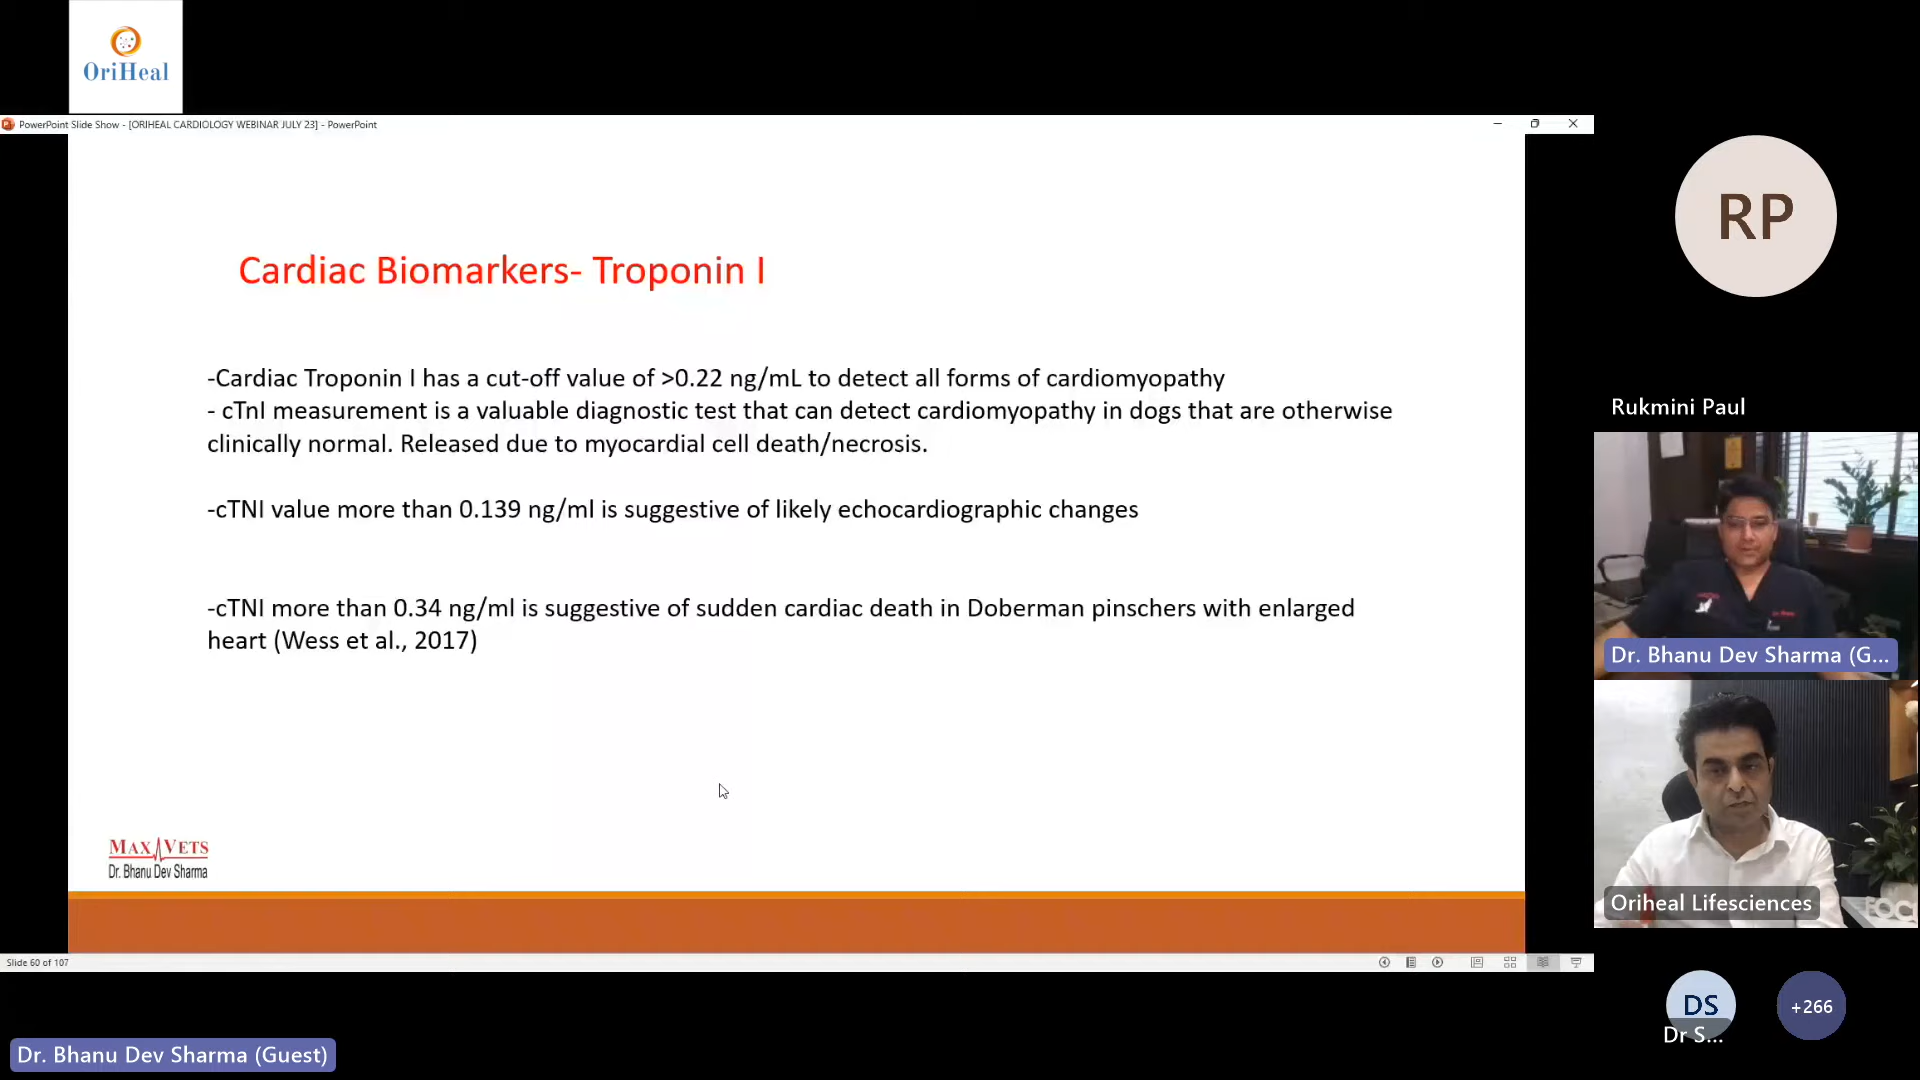 OriHeal
PowerPoint Slide Show - [ORIHEAL CARDIOLOGY WEBINAR JULY 23] - PowerPoint
Cardiac Biomarkers- Troponin I
-Cardiac Troponin I has a cut-off value of >0.22 ng/mL to detect all forms of cardiomyopathy
- cTnI measurement is a valuable diagnostic test that can detect cardiomyopathy in dogs that are otherwise
clinically normal. Released due to myocardial cell death/necrosis.
-cTNI value more than 0.139 ng/ml is suggestive of likely echocardiographic changes
-cTNI more than 0.34 ng/ml is suggestive of sudden cardiac death in Doberman pinschers with enlarged
heart (Wess et al., 2017)
MAX VETS
Dr. Bhanu Dev Sharma
Slide 60 of 107
RP
Rukmini Paul
Dr. Bhanu Dev Sharma (G...
Oriheal Lifesciences
DS
Dr S...
+266
Dr. Bhanu Dev Sharma (Guest)